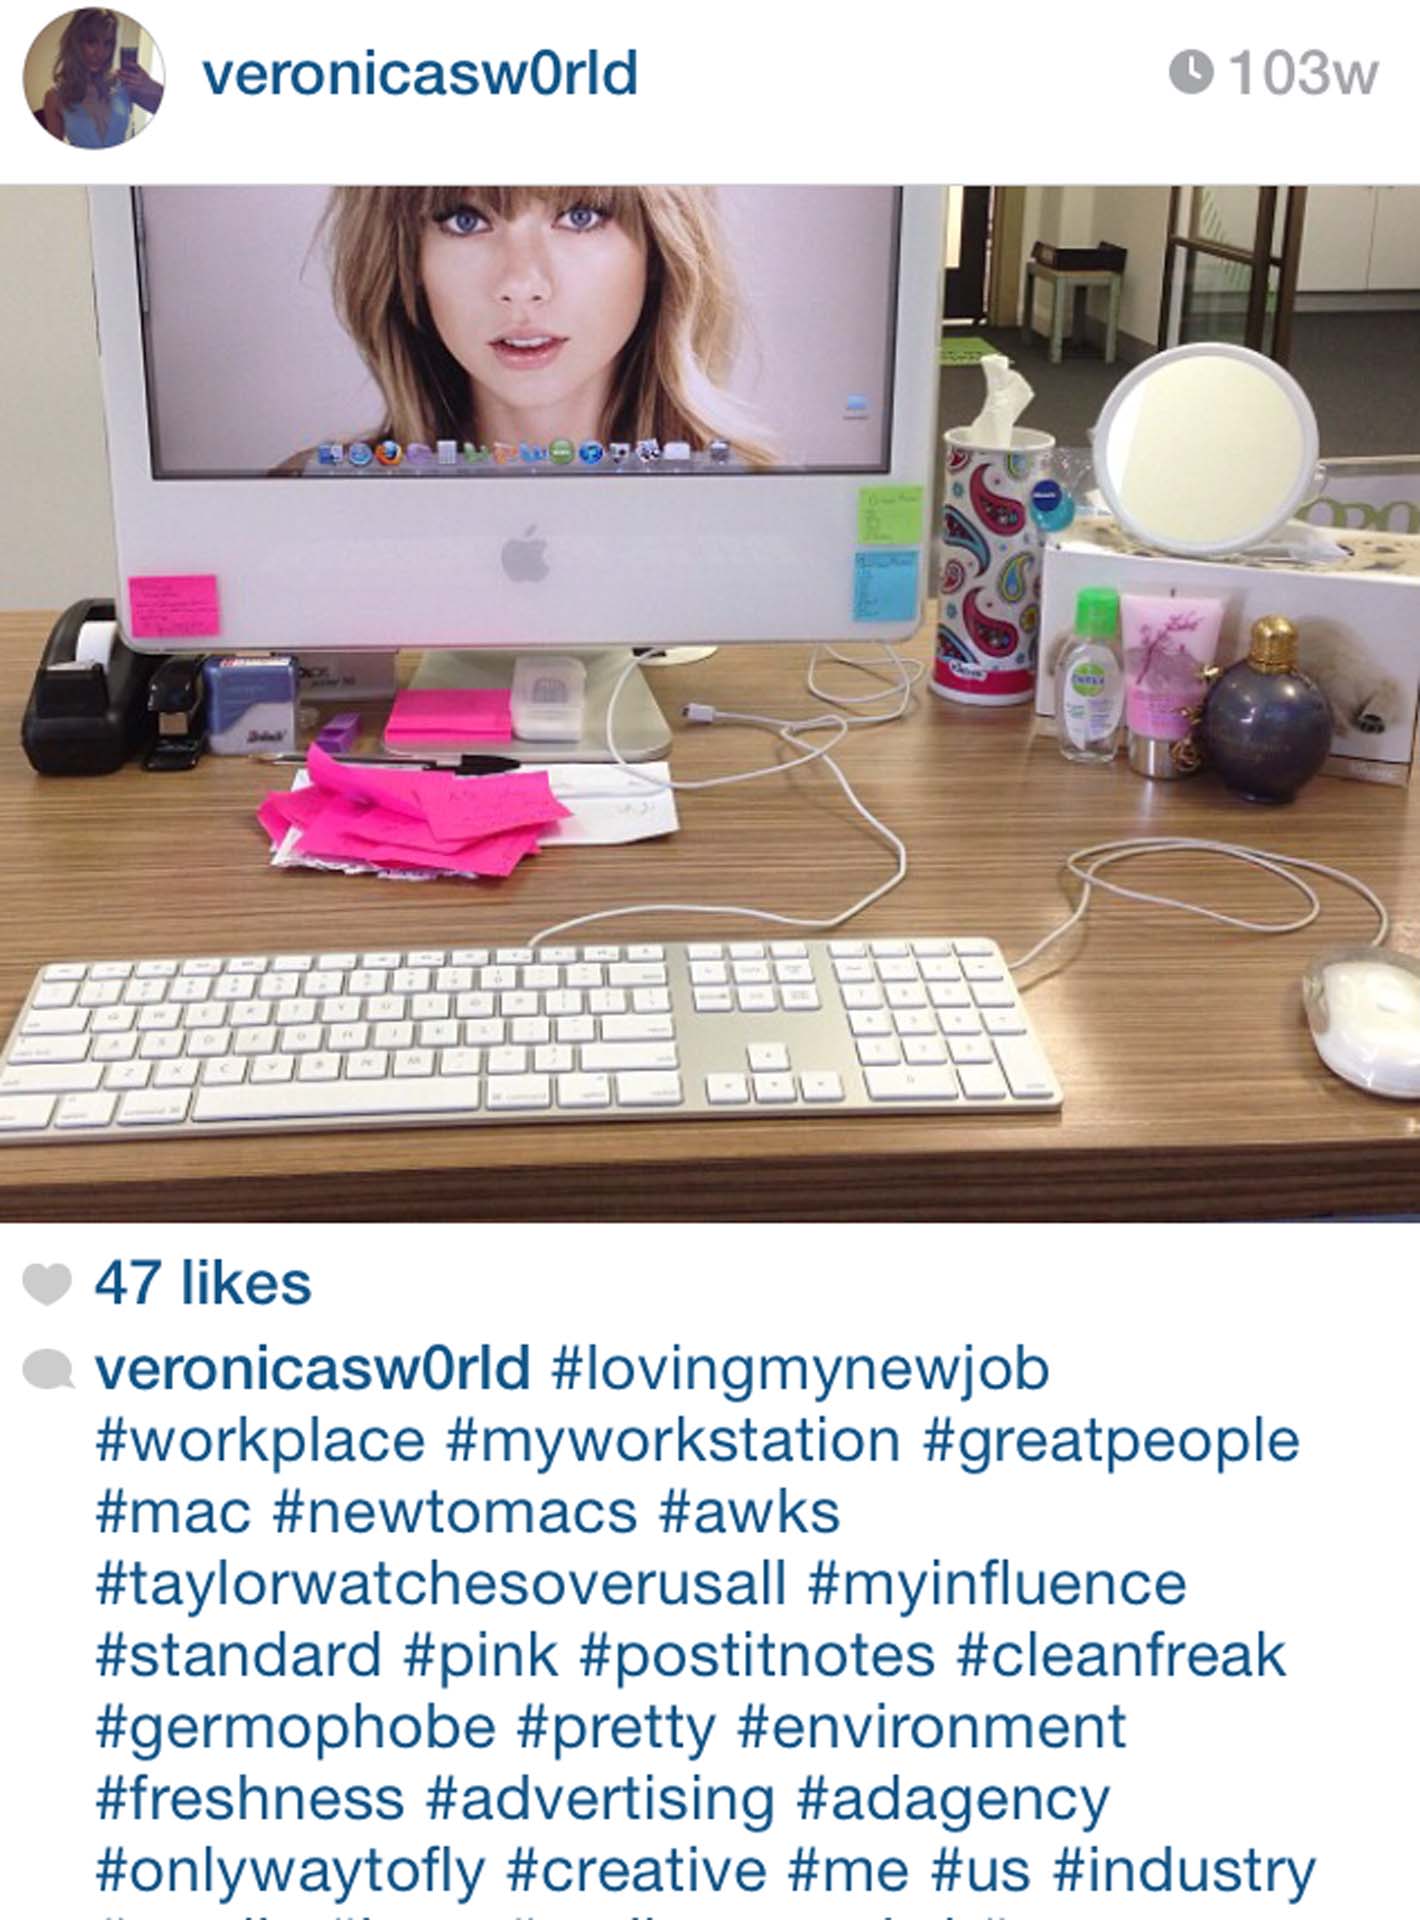 veronicasw0rld
103w
47 likes
veronicasw0rld #lovingmynewjob
#workplace #myworkstation #greatpeople
#mac #newtomacs #awks
#taylorwatchesoverusall #myinfluence
#standard #pink #postitnotes #cleanfreak
#germophobe #pretty #environment
#freshness #advertising #adagency
#onlywaytofly #creative #me #us #industry